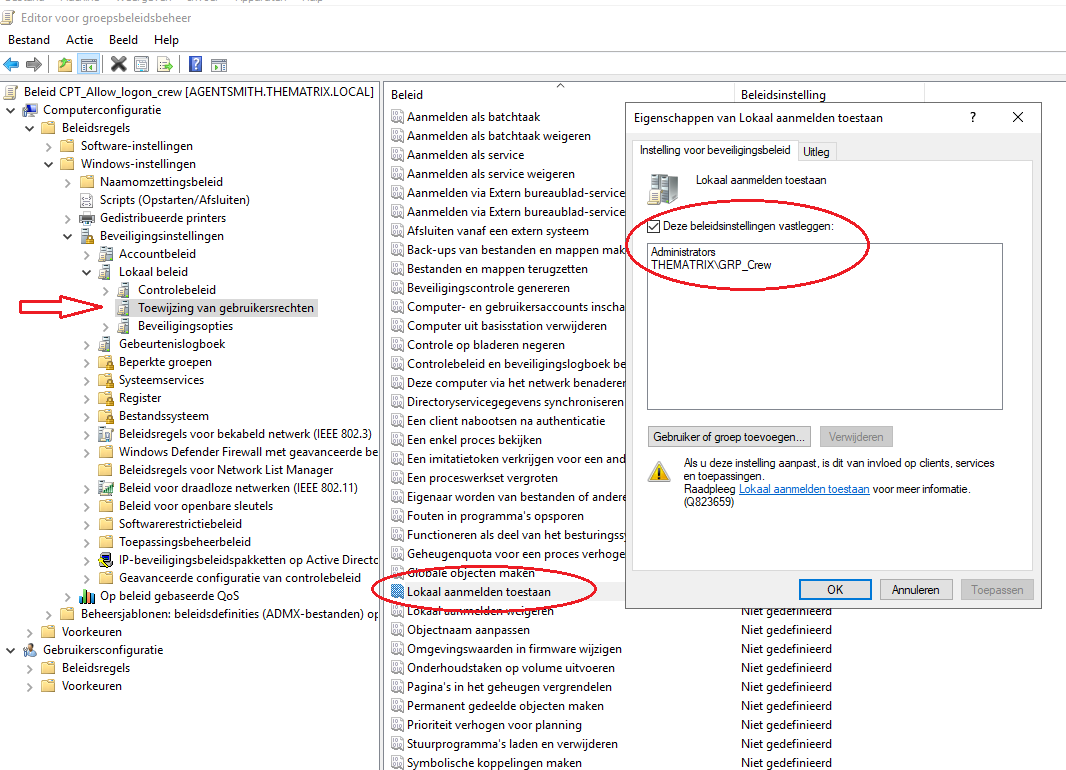 Editor voor groepsbeleidsbeheer
Bestand Actie Beeld Help
Beleid CPT_Allow_logon_crew [AGENTSMITH.THEMATRIX.LOCAL]
Computerconfiguratie
Beleidsregels
Software-instellingen
Windows-instellingen
Naamomzettingsbeleid
Scripts (Opstarten/Afsluiten)
Gedistribueerde printers
Beveiligingsinstellingen
Accountbeleid
Lokaal beleid
Controlebeleid
Toewijzing van gebruikersrechten
Beveiligingsopties
Gebeurtenislogboek
Beperkte groepen
Systeemservices
Register
Bestandssysteem
Beleidsregels voor bekabeld netwerk (IEEE 802.3)
Windows Defender Firewall met geavanceerde be
Beleidsregels voor Network List Manager
Beleid voor draadloze netwerken (IEEE 802.11)
Beleid voor openbare sleutels
Softwarerestrictiebeleid
Toepassingsbeheerbeleid
IP-beveiligingsbeleidspakketten op Active Directo
Geavanceerde configuratie van controlebeleid
Op beleid gebaseerde QoS
Beheersjablonen: beleidsdefinities (ADMX-bestanden) op
Voorkeuren
Gebruikersconfiguratie
Beleidsregels
Voorkeuren
Beleid Beleidsinstelling
Aanmelden als batchtaak
Aanmelden als batchtaak weigeren
Aanmelden als service
Aanmelden als service weigeren
Aanmelden via Extern bureaublad-service
Aanmelden via Extern bureaublad-service
Afsluiten vanaf een extern systeem
Back-ups van bestanden en mappen mak
Bestanden en mappen terugzetten
Beveiligingscontrole genereren
Computer- en gebruikersaccounts inscha
Computer uit basisstation verwijderen
Controle op bladeren negeren
Controlebeleid en beveiligingslogboek be
Deze computer via het netwerk benaderen
Directoryservicegegevens synchroniseren
Een client nabootsen na authenticatie
Een enkel proces bekijken
Een imitatietoken verkrijgen voor een and
Een proceswerkset vergroten
Eigenaar worden van bestanden of andere
Fouten in programma's opsporen
Functioneren als deel van het besturingssy
Geheugenquota voor een proces verhoge
Globale objecten maken
Lokaal aanmelden toestaan
Lokaal aanmelden weigeren Niet gedefinieerd
Objectnaam aanpassen Niet gedefinieerd
Omgevingswaarden in firmware wijzigen Niet gedefinieerd
Onderhoudstaken op volume uitvoeren Niet gedefinieerd
Pagina's in het geheugen vergrendelen Niet gedefinieerd
Permanent gedeelde objecten maken Niet gedefinieerd
Prioriteit verhogen voor planning Niet gedefinieerd
Stuurprogramma's laden en verwijderen Niet gedefinieerd
Symbolische koppelingen maken Niet gedefinieerd
Eigenschappen van Lokaal aanmelden toestaan ?
Instelling voor beveiligingsbeleid Uitleg
Lokaal aanmelden toestaan
Deze beleidsinstellingen vastleggen:
Administrators
THEMATRIX\GRP_Crew
Gebruiker of groep toevoegen... Verwijderen
Als u deze instelling aanpast, is dit van invloed op clients, services
en toepassingen.
Raadpleeg Lokaal aanmelden toestaan voor meer informatie.
(Q823659)
OK Annuleren Toepassen